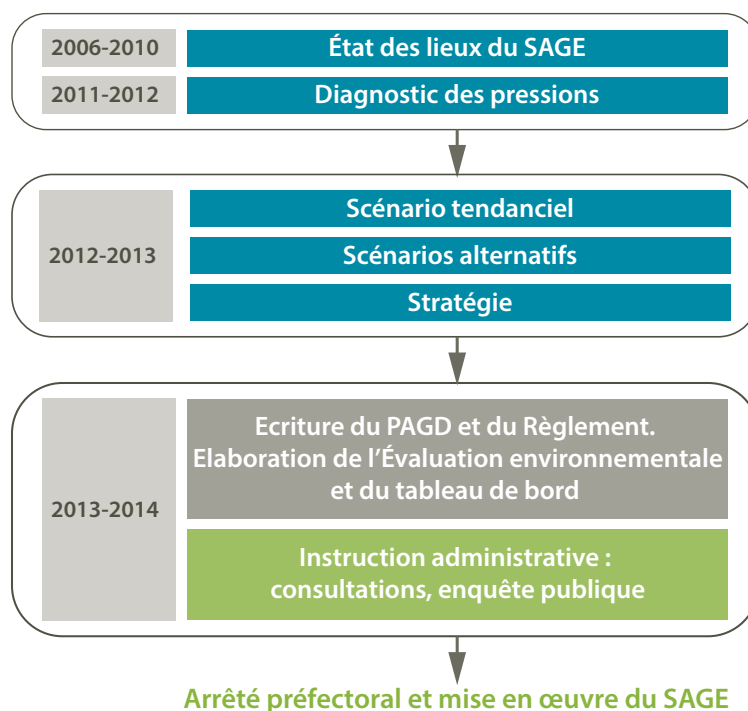 2006-2010
État des lieux du SAGE
2011-2012
Diagnostic des pressions
2012-2013
Scénario tendanciel
Scénarios alternatifs
Stratégie
2013-2014
Ecriture du PAGD et du Règlement.
Elaboration de l'Évaluation environnementale
et du tableau de bord
Instruction administrative :
consultations, enquête publique
Arrêté préfectoral et mise en œuvre du SAGE